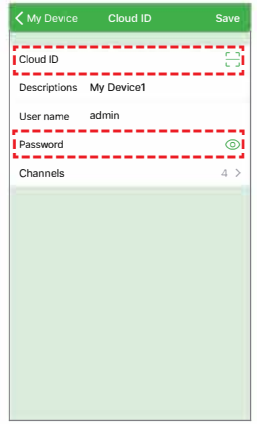 My Device Cloud ID Save
Cloud ID
Descriptions My Device1
User name admin
Password
Channels 4